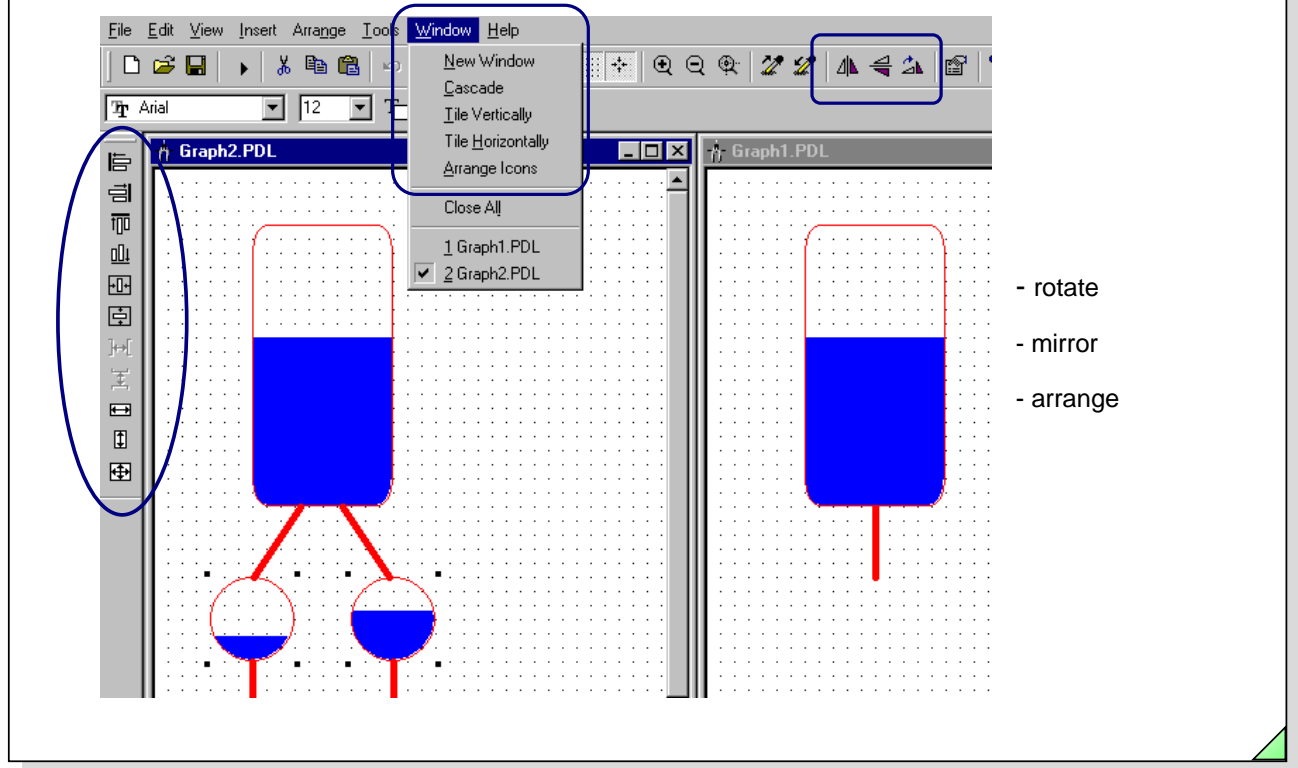 File Edit View Insert Arrange Tools Window Help
Arial 12
New Window
Cascade
Tile Vertically
Tile Horizontally
Arrange Icons
Close All
1 Graph1.PDL
2 Graph2.PDL
Graph2.PDL
Graph1.PDL
- rotate
- mirror
- arrange